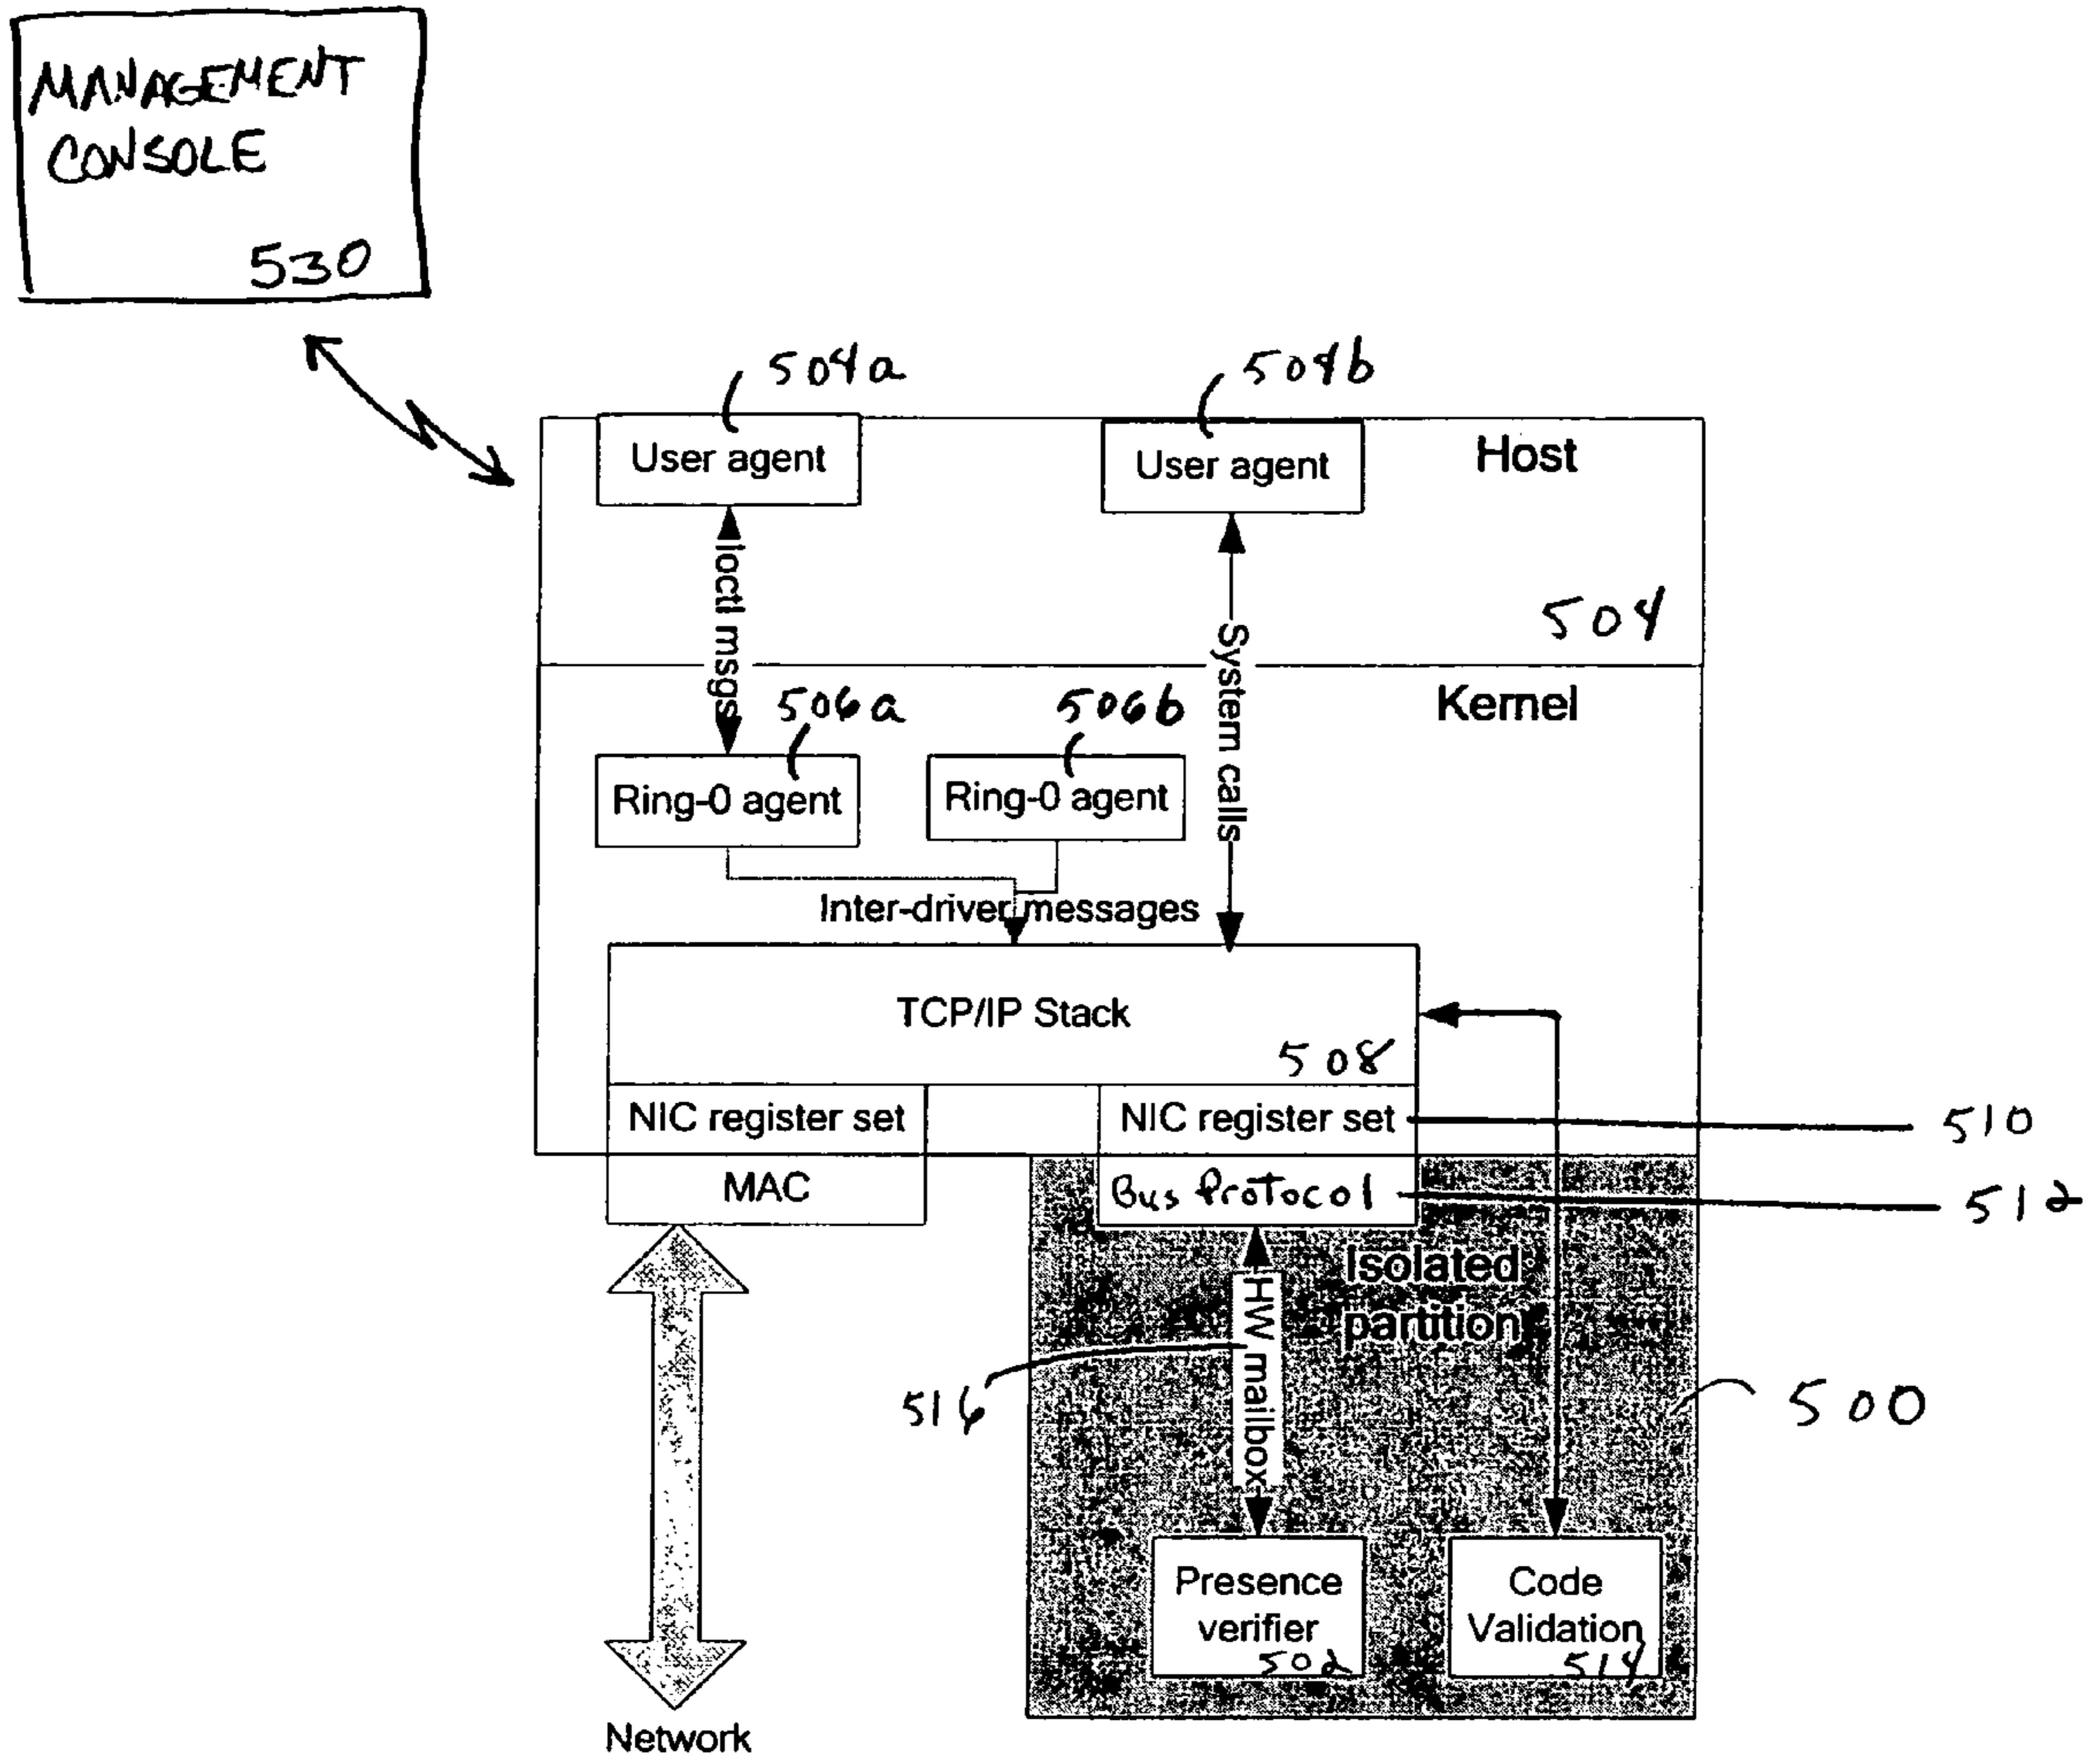 MANAGEMENT
CONSOLE
530
504a
504b
User agent
User agent
Host
Ioctl msgs
System calls
504
Kernel
506a
506b
Ring-0 agent
Ring-0 agent
Inter-driver messages
TCP/IP Stack
508
NIC register set
NIC register set
510
MAC
Bus Protocol
512
Isolated
partition
HW mailbox
516
500
Presence
verifier
502
Code
Validation
514
Network